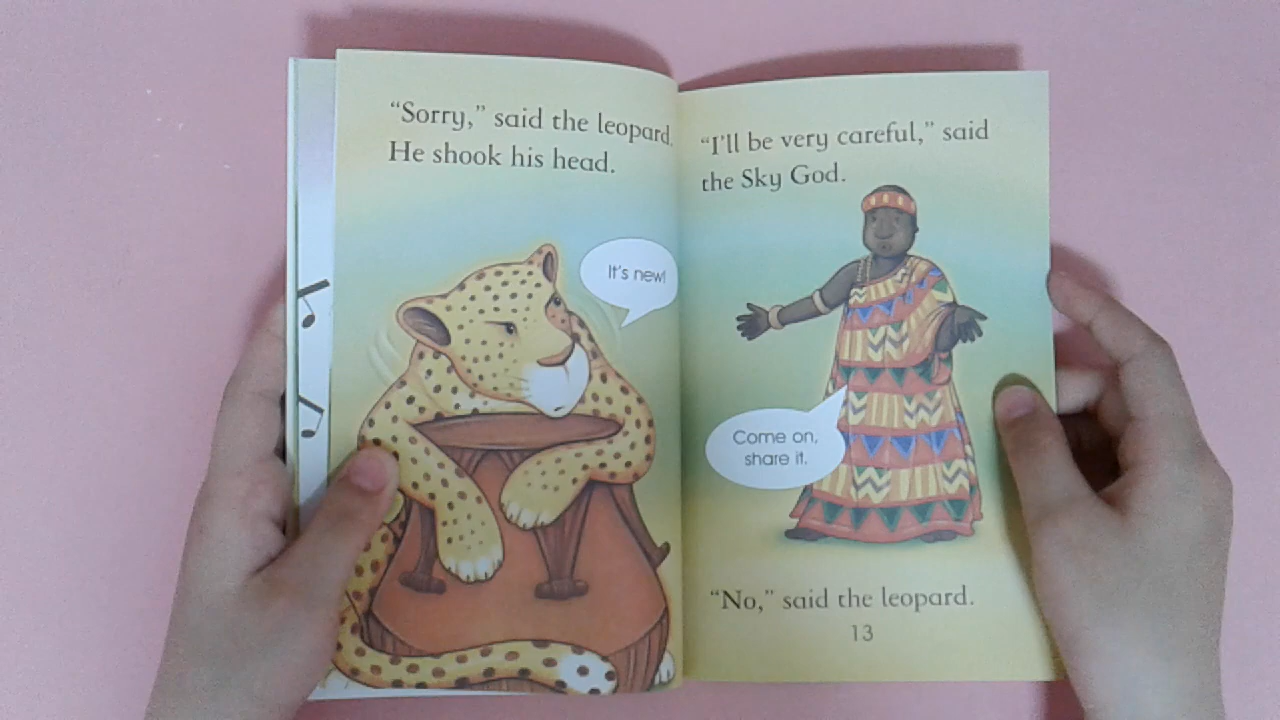 “Sorry,” said the leopard.
He shook his head.
It's new!
“I'll be very careful,” said
the Sky God.
Come on,
share it.
“No,” said the leopard.
13